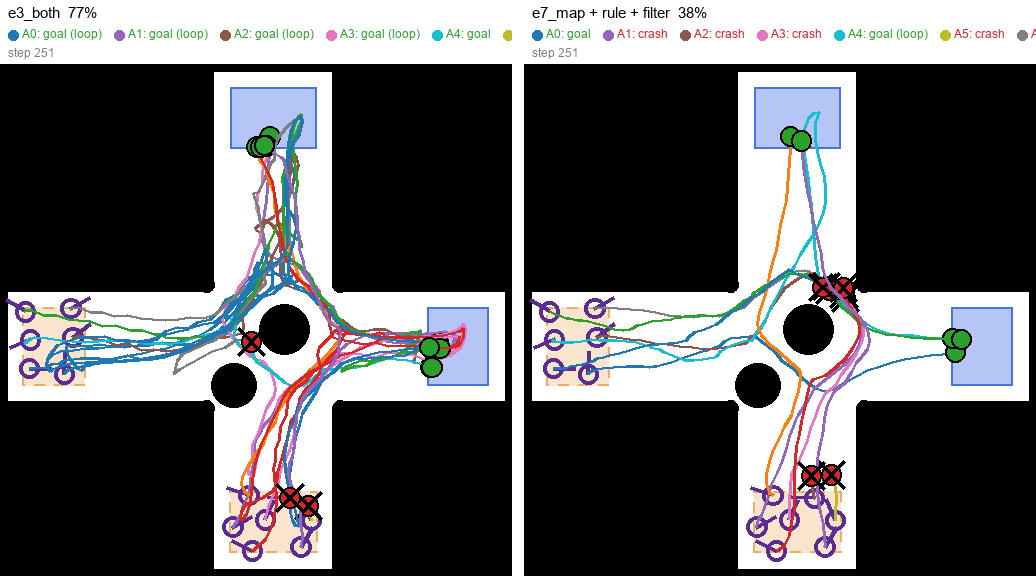 e3_both  77%
A0: goal (loop) A1: goal (loop) A2: goal (loop) A3: goal (loop) A4: goal
step 251
e7_map + rule + filter  38%
A0: goal A1: crash A2: crash A3: crash A4: goal (loop) A5: crash A
step 251